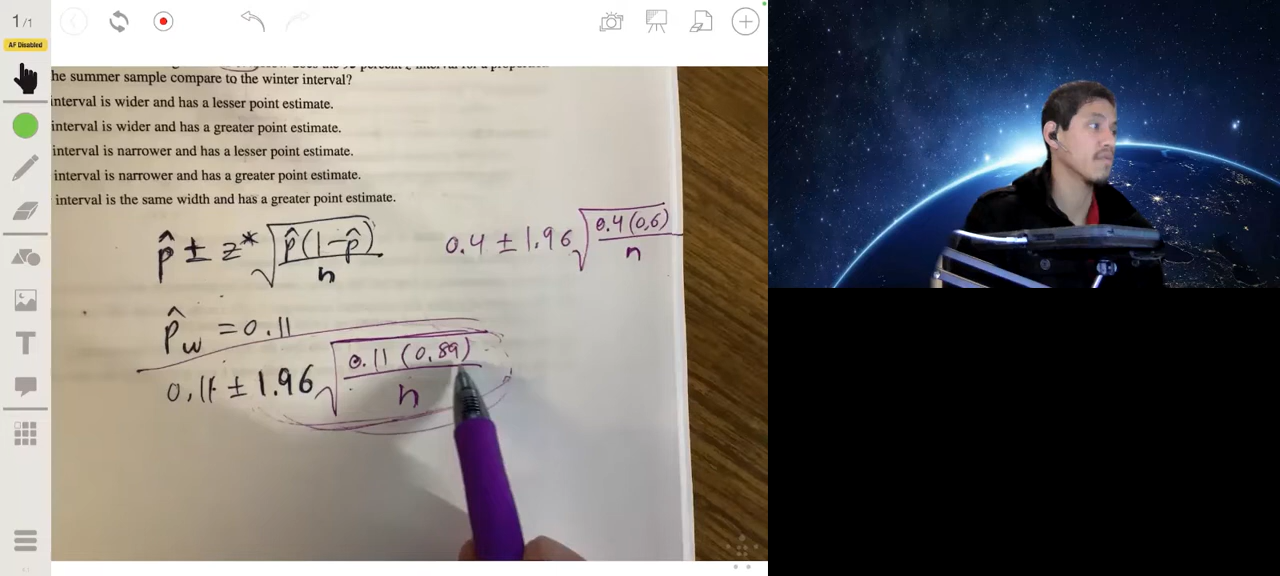 1/1
AF Disabled
he summer sample compare to the winter interval?
interval is wider and has a lesser point estimate.
interval is wider and has a greater point estimate.
interval is narrower and has a lesser point estimate.
interval is narrower and has a greater point estimate.
interval is the same width and has a greater point estimate.
p̂ ± z* √(p̂(1-p̂)/n)
0.4 ± 1.96 √(0.4(0.6)/n)
p̂w = 0.11
0.11 ± 1.96 √(0.11(0.89)/n)
T